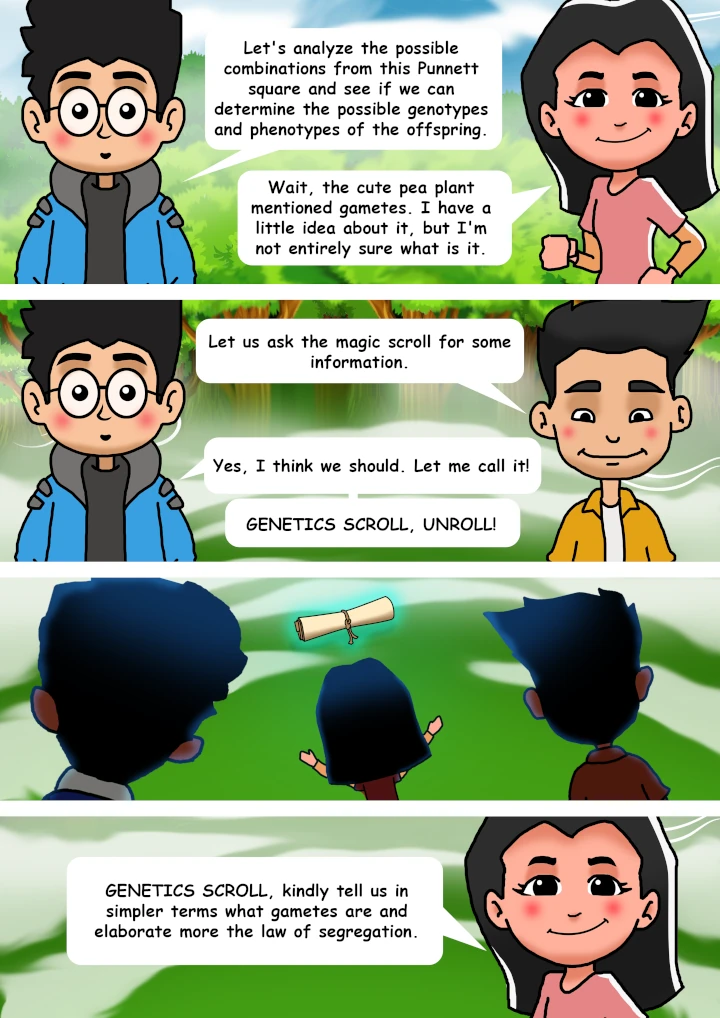 Let's analyze the possible
combinations from this Punnett
square and see if we can
determine the possible genotypes
and phenotypes of the offspring.
Wait, the cute pea plant
mentioned gametes. I have a
little idea about it, but I'm
not entirely sure what is it.
Let us ask the magic scroll for some
information.
Yes, I think we should. Let me call it!
GENETICS SCROLL, UNROLL!
GENETICS SCROLL, kindly tell us in
simpler terms what gametes are and
elaborate more the law of segregation.